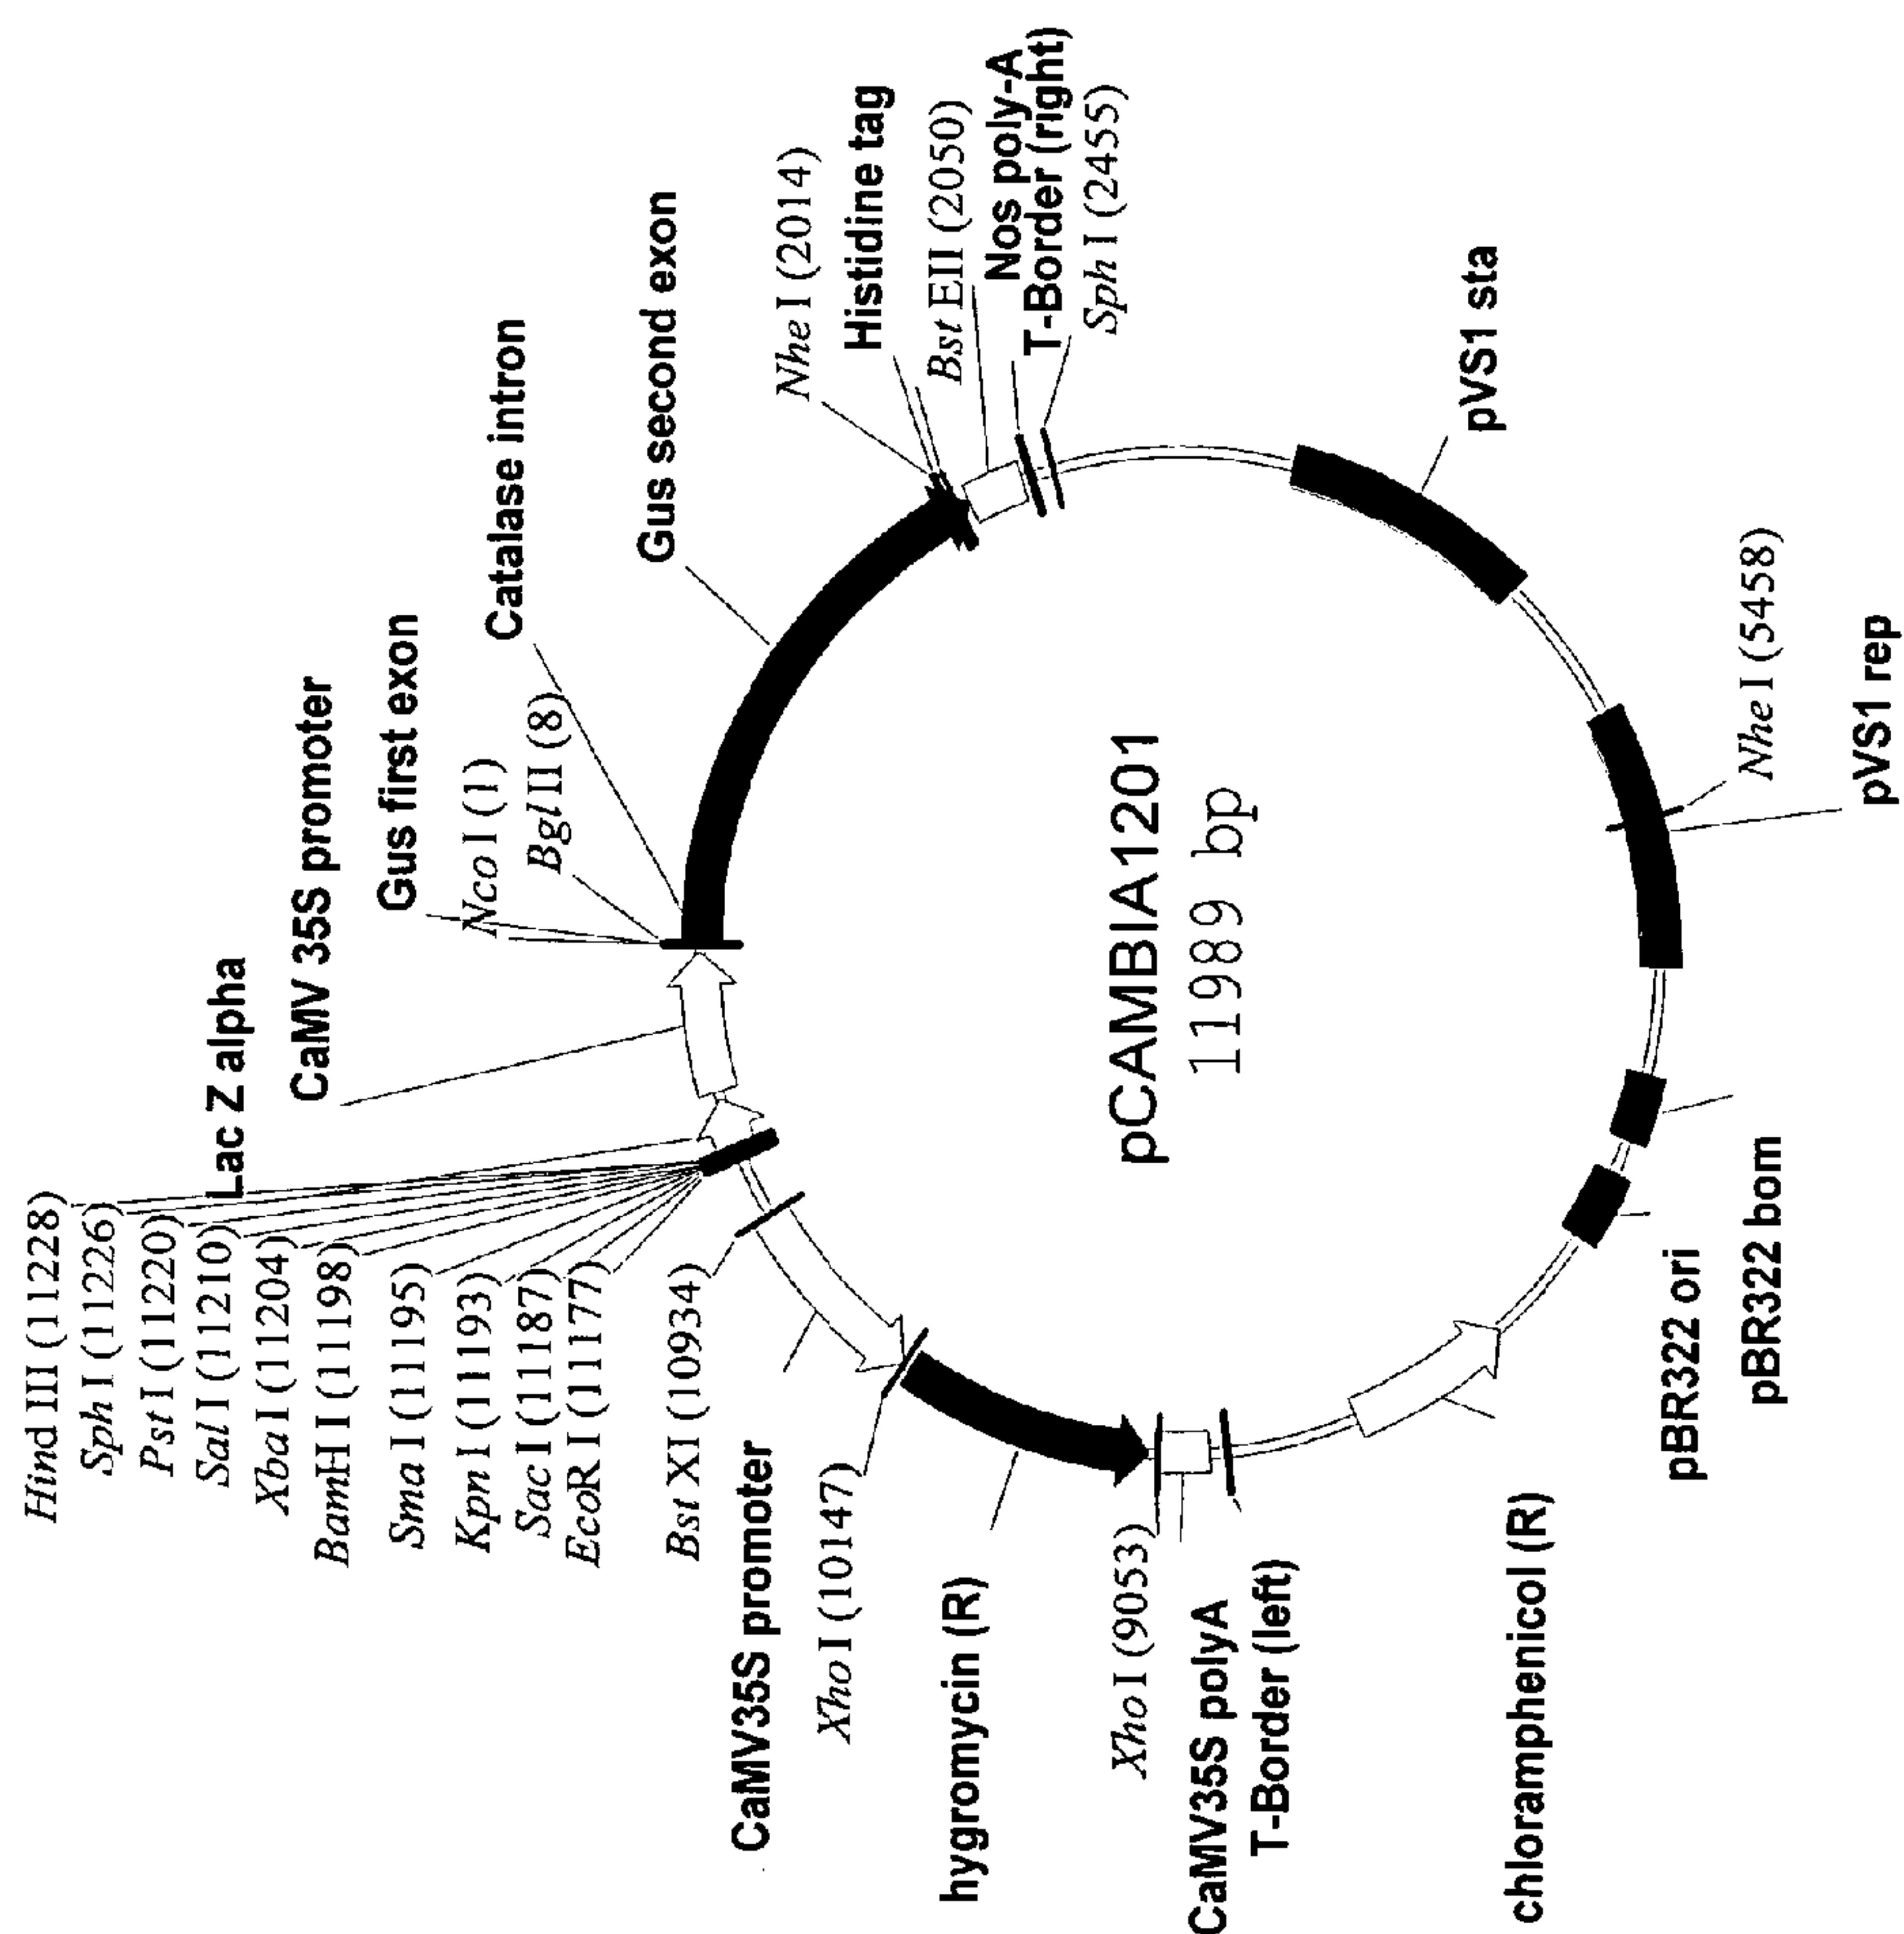 Hind III (11228)
Sph I (11226)
Pst I (11220)
Sal I (11210)
Xba I (11204)
BamH I (11198)
Sma I (11195)
Kpn I (11193)
Sac I (11187)
EcoR I (11177)
Bst XI (10934)
CaMV35S promoter
Xho I (10147)
hygromycin (R)
Xho I (9053)
CaMV35S polyA
T-Border (left)
chloramphenicol (R)
pBR322 ori
pBR322 bom
Lac Z alpha
CaMV 35S promoter
Gus first exon
Nco I (1)
Bgl II (8)
Catalase intron
Gus second exon
Nhe I (2014)
Histidine tag
Bst EII (2050)
Nos poly-A
T-Border (right)
Sph I (2455)
pVS1 sta
Nhe I (5458)
pVS1 rep
pCAMBIA1201
11989 bp